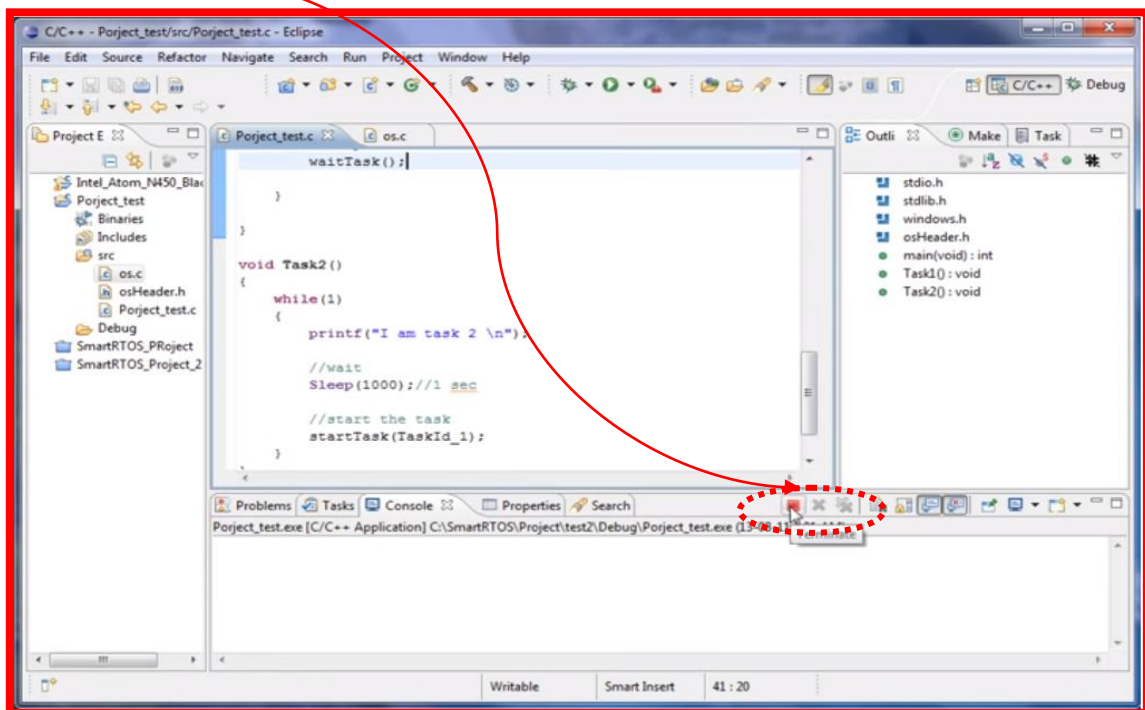 C/C++ - Porject_test/src/Porject_test.c - Eclipse
File Edit Source Refactor Navigate Search Run Project Window Help
C/C++ Debug
Project E
Porject_test.c os.c
Outli Make Task
Intel_Atom_N450_Blac
Porject_test
Binaries
Includes
src
os.c
osHeader.h
Porject_test.c
Debug
SmartRTOS_PRoject
SmartRTOS_Project_2
waitTask();
}
}
void Task2()
{
while(1)
{
printf("I am task 2 \n");
//wait
Sleep(1000);//1 sec
//start the task
startTask(TaskId_1);
}
stdio.h
stdlib.h
windows.h
osHeader.h
main(void) : int
Task1() : void
Task2() : void
Problems Tasks Console Properties Search
Porject_test.exe [C/C++ Application] C:\SmartRTOS\Project\test2\Debug\Porject_test.exe
Terminate
Writable Smart Insert 41 : 20